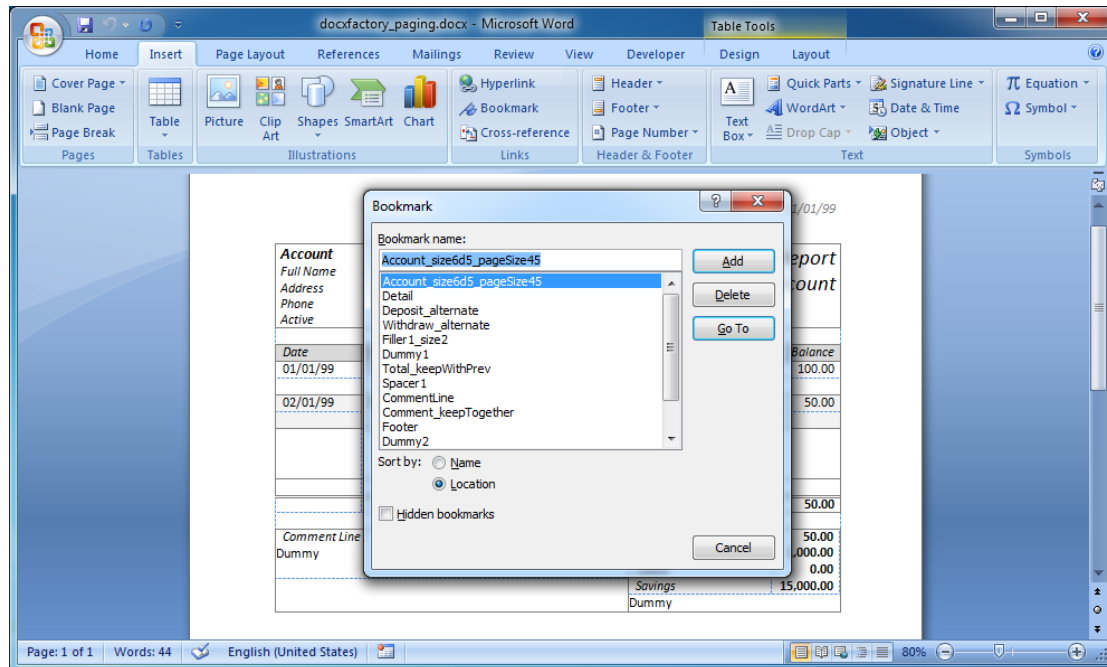 docxfactory_paging.docx - Microsoft Word
Table Tools
Home Insert Page Layout References Mailings Review View Developer Design Layout
Cover Page
Blank Page
Page Break
Pages
Table
Tables
Picture
Clip
Art
Shapes
SmartArt
Chart
Illustrations
Hyperlink
Bookmark
Cross-reference
Links
Header
Footer
Page Number
Header & Footer
A
Text
Box
Quick Parts
WordArt
Drop Cap
Signature Line
Date & Time
Object
Text
π Equation
Ω Symbol
Symbols
1/01/99
Account
Full Name
Address
Phone
Active
eport
count
Date
Balance
01/01/99
100.00
02/01/99
50.00
50.00
Comment Line
50.00
Dummy
,000.00
0.00
Savings
15,000.00
Dummy
Bookmark
?
Bookmark name:
Account_size6d5_pageSize45
Add
Account_size6d5_pageSize45
Detail
Deposit_alternate
Withdraw_alternate
Filler1_size2
Dummy1
Total_keepWithPrev
Spacer1
CommentLine
Comment_keepTogether
Footer
Dummy2
Delete
Go To
Sort by:
Name
Location
Hidden bookmarks
Cancel
Page: 1 of 1
Words: 44
English (United States)
80%